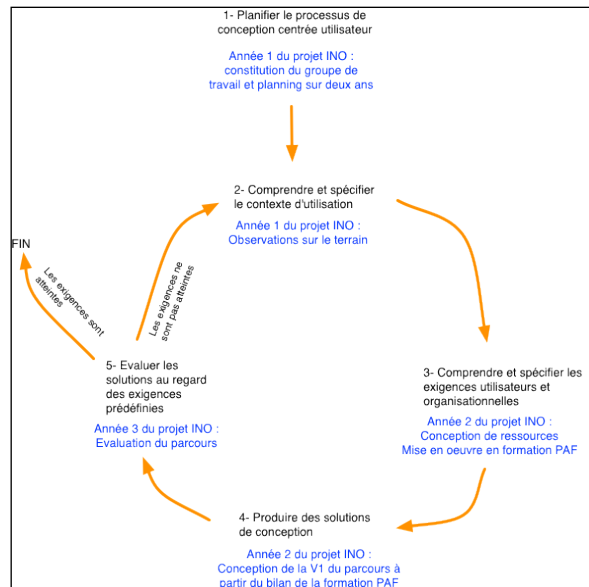 1- Planifier le processus de
conception centrée utilisateur
Année 1 du projet INO :
constitution du groupe de
travail et planning sur deux ans
2- Comprendre et spécifier
le contexte d'utilisation
Année 1 du projet INO :
Observations sur le terrain
FIN
Les exigences sont
atteintes
Les exigences ne
sont pas atteintes
5- Evaluer les
solutions au regard
des exigences
prédéfinies
Année 3 du projet INO :
Evaluation du parcours
3- Comprendre et spécifier les
exigences utilisateurs et
organisationnelles
Année 2 du projet INO :
Conception de ressources
Mise en oeuvre en formation PAF
4- Produire des solutions
de conception
Année 2 du projet INO :
Conception de la V1 du parcours à
partir du bilan de la formation PAF